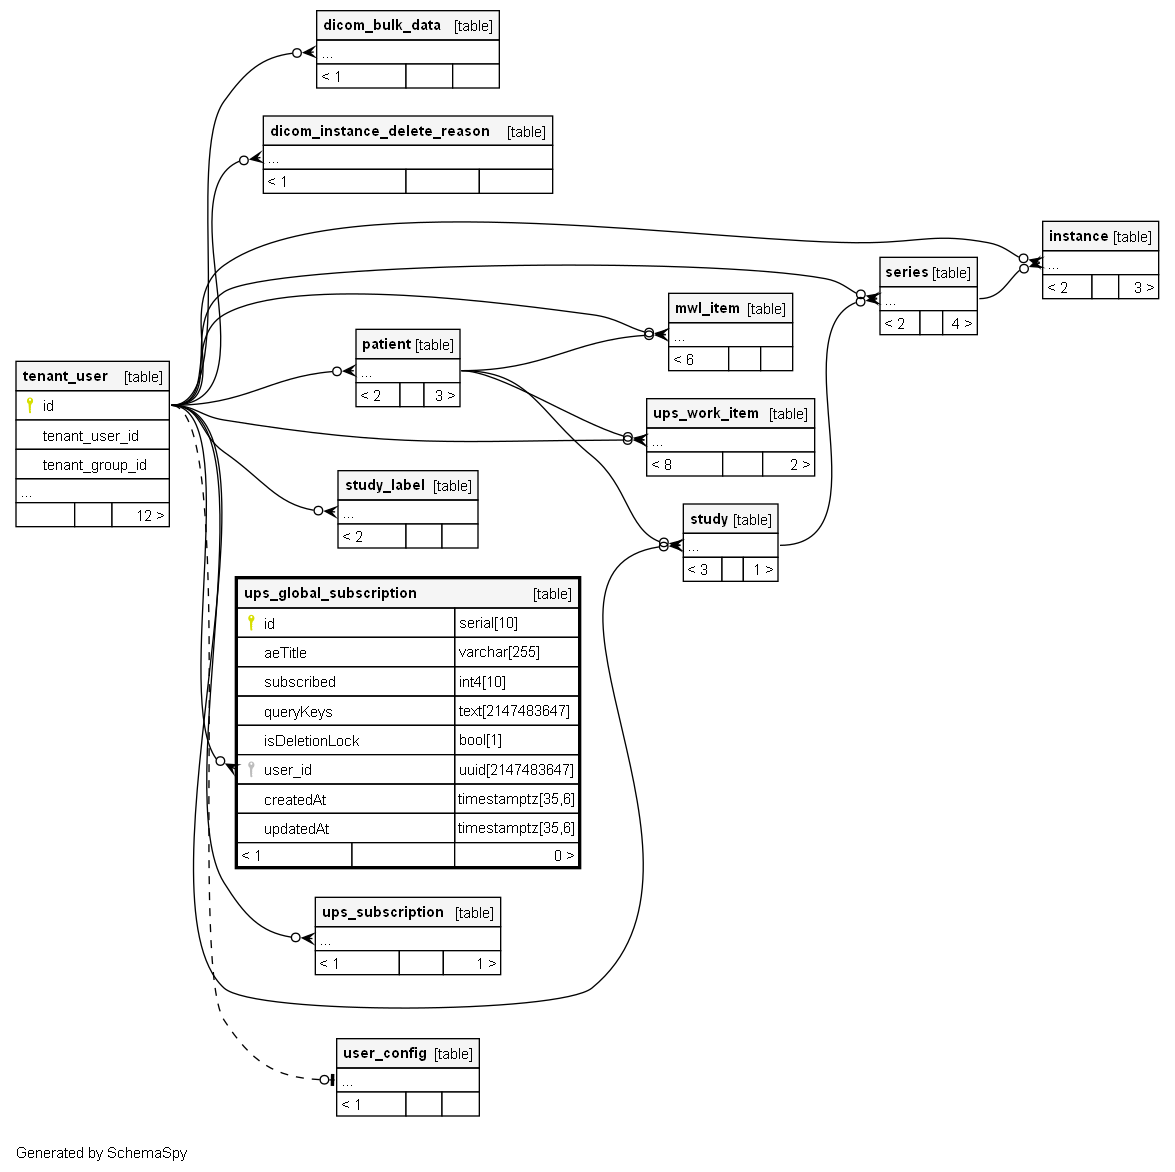 dicom_bulk_data [table]
...
< 1
dicom_instance_delete_reason [table]
...
< 1
instance [table]
...
< 2 3 >
series [table]
...
< 2 4 >
mwl_item [table]
...
< 6
patient [table]
...
< 2 3 >
tenant_user [table]
id
tenant_user_id
tenant_group_id
...
12 >
ups_work_item [table]
...
< 8 2 >
study_label [table]
...
< 2
study [table]
...
< 3 1 >
ups_global_subscription [table]
id serial[10]
aeTitle varchar[255]
subscribed int4[10]
queryKeys text[2147483647]
isDeletionLock bool[1]
user_id uuid[2147483647]
createdAt timestamptz[35,6]
updatedAt timestamptz[35,6]
< 1 0 >
ups_subscription [table]
...
< 1 1 >
user_config [table]
...
< 1
Generated by SchemaSpy